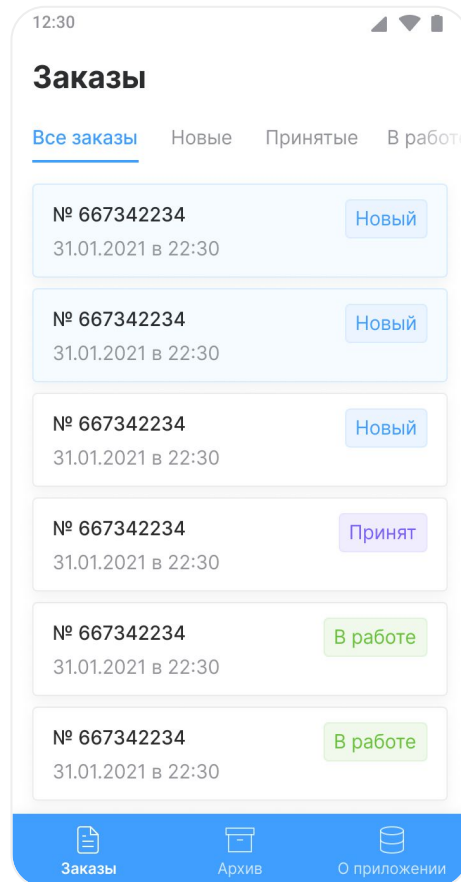 12:30
Заказы
Все заказы Новые Принятые В работ
№ 667342234
Новый
31.01.2021 в 22:30
№ 667342234
Новый
31.01.2021 в 22:30
№ 667342234
Новый
31.01.2021 в 22:30
№ 667342234
Принят
31.01.2021 в 22:30
№ 667342234
В работе
31.01.2021 в 22:30
№ 667342234
В работе
31.01.2021 в 22:30
Заказы Архив О приложении